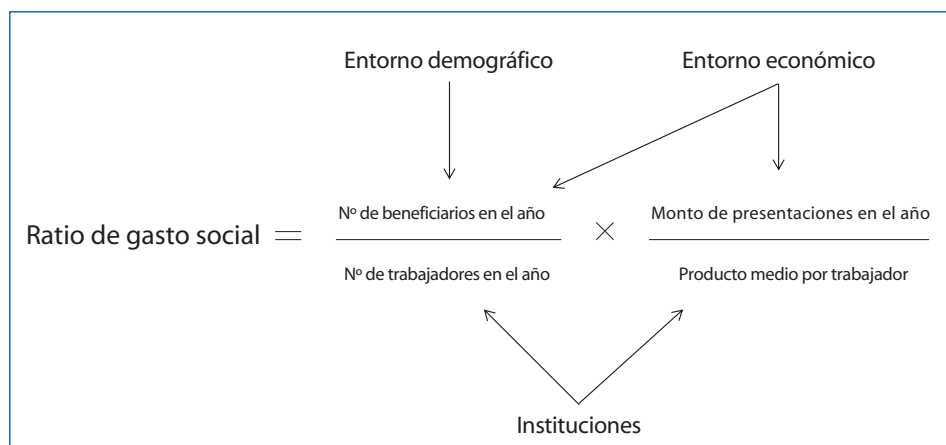 Entorno demográfico
Entorno económico
Ratio de gasto social =
Nº de beneficiarios en el año
Nº de trabajadores en el año
×
Monto de presentaciones en el año
Producto medio por trabajador
Instituciones